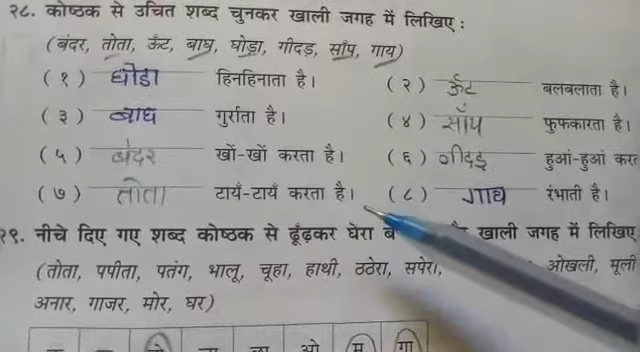 २८. कोष्ठक से उचित शब्द चुनकर खाली जगह में लिखिए :
(बंदर, तोता, ऊँट, बाघ, घोड़ा, गीदड़, साँप, गाय)
(१) घोडा हिनहिनाता है। (२) ऊँट बलबलाता है।
(३) बाघ गुर्राता है। (४) साँप फुफकारता है।
(५) बंदर खों-खों करता है। (६) गीदड़ हुआं-हुआं कर
(७) तोता टायँ-टायँ करता है। (८) गाय रंभाती है।
२९. नीचे दिए गए शब्द कोष्ठक से ढूँढ़कर घेरा खाली जगह में लिखिए
(तोता, पपीता, पतंग, भालू, चूहा, हाथी, ठठेरा, सपेरा, ओखली, मूली
अनार, गाजर, मोर, घर)
ओ म गा